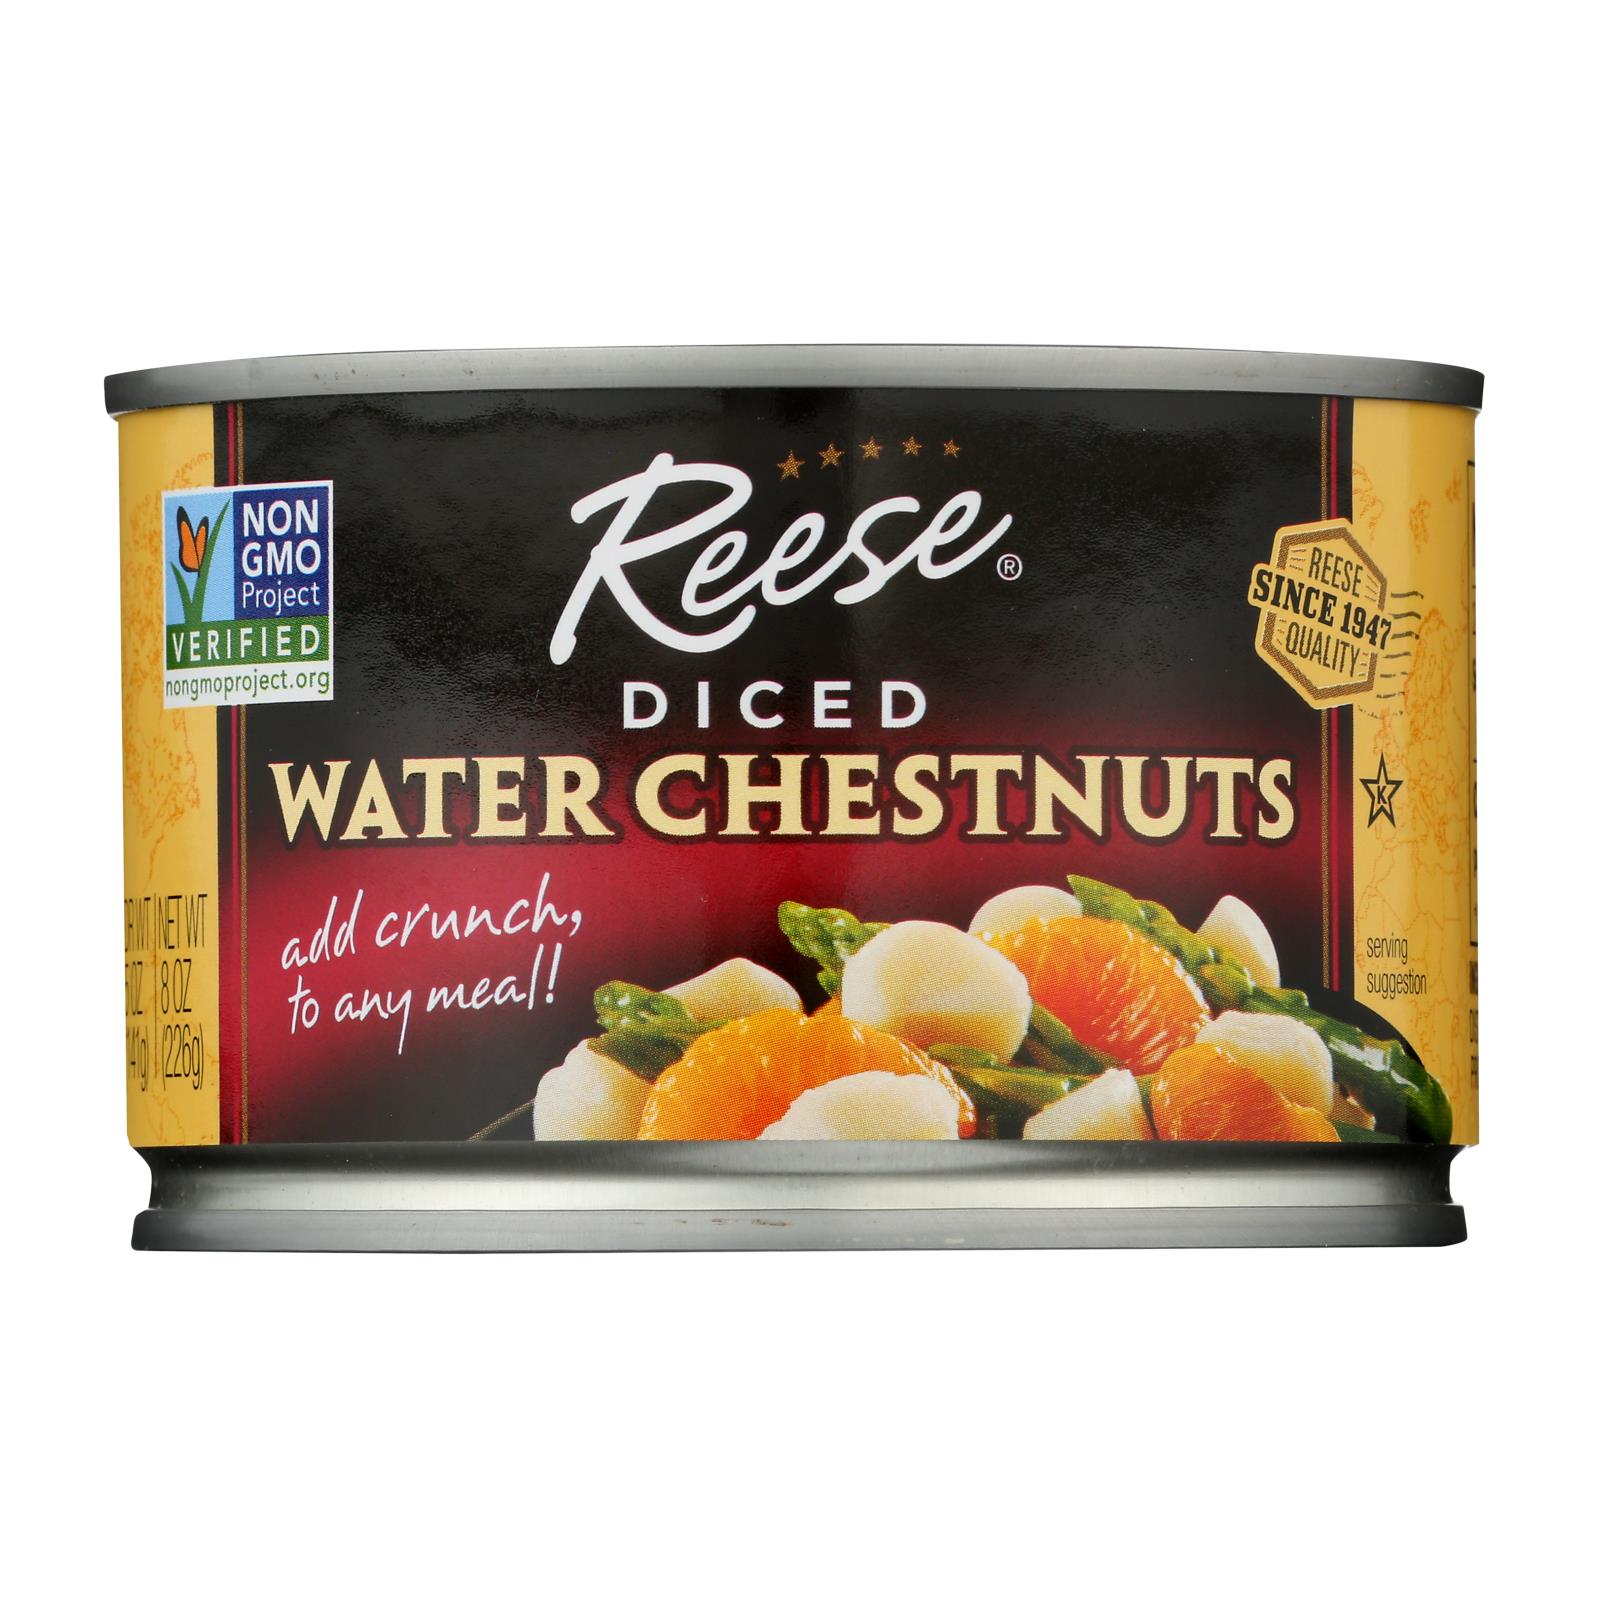 Reese®
DICED
WATER CHESTNUTS
add crunch,
to any meal!
NON
GMO
Project
VERIFIED
nongmoproject.org
REESE
SINCE 1947
QUALITY
K
serving
suggestion
NET WT
8 OZ
(226g)